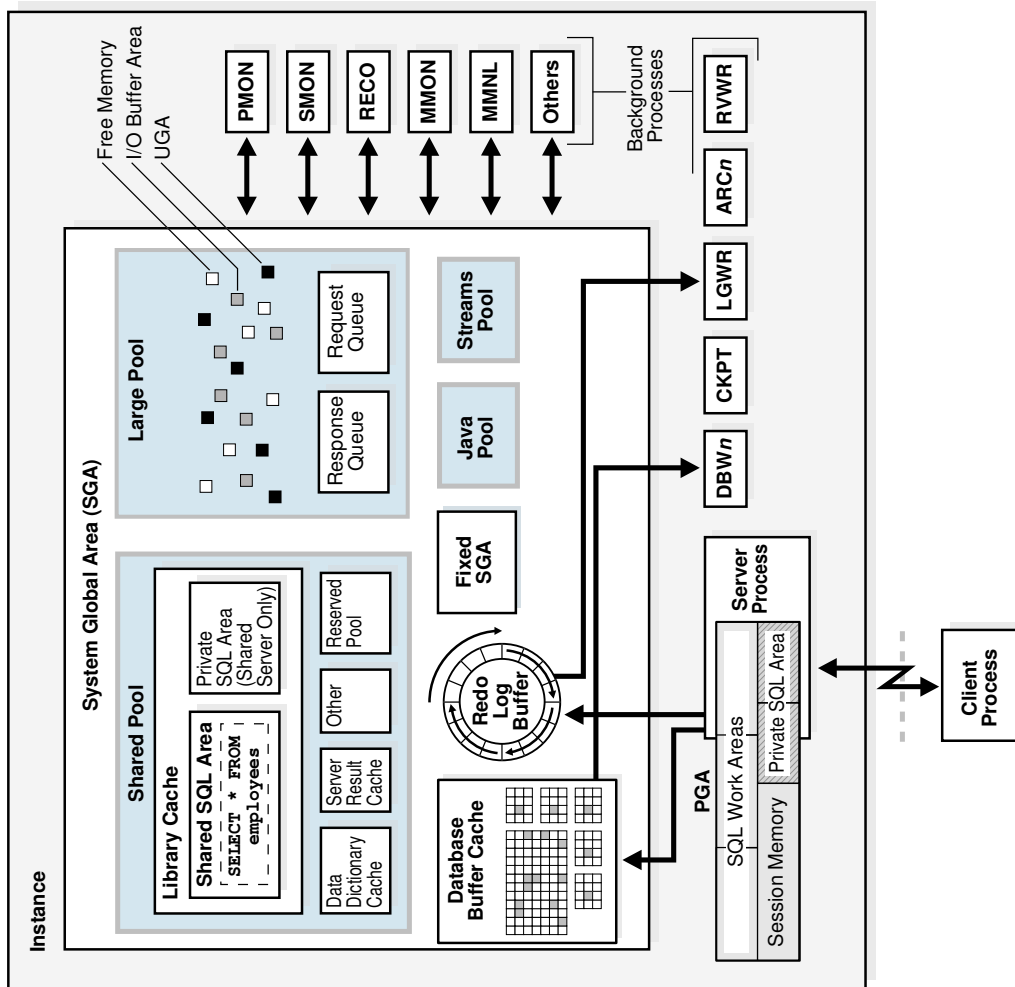 Instance
System Global Area (SGA)
Shared Pool
Library Cache
Shared SQL Area
SELECT * FROM
employees
Private
SQL Area
(Shared
Server Only)
Data
Dictionary
Cache
Server
Result
Cache
Other
Reserved
Pool
Large Pool
Response
Queue
Request
Queue
Free Memory
I/O Buffer Area
UGA
Database
Buffer Cache
Redo
Log
Buffer
Fixed
SGA
Java
Pool
Streams
Pool
PMON
SMON
RECO
MMON
MMNL
Others
Background
Processes
PGA
SQL Work Areas
Session Memory
Private SQL Area
Server
Process
DBWn
CKPT
LGWR
ARCn
RVWR
Client
Process